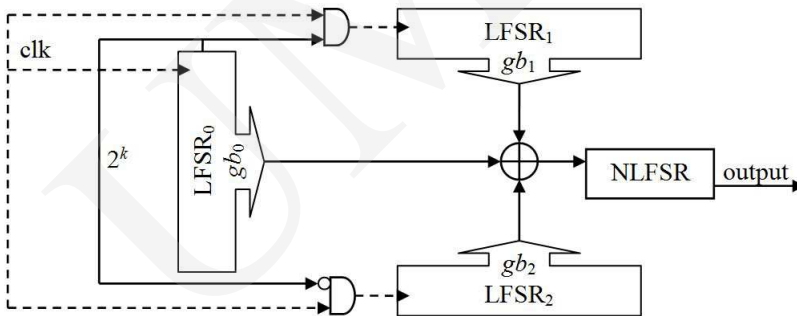 LFSR₁
gb₁
clk
LFSR₀
gb₀
2ᵏ
NLFSR
output
gb₂
LFSR₂